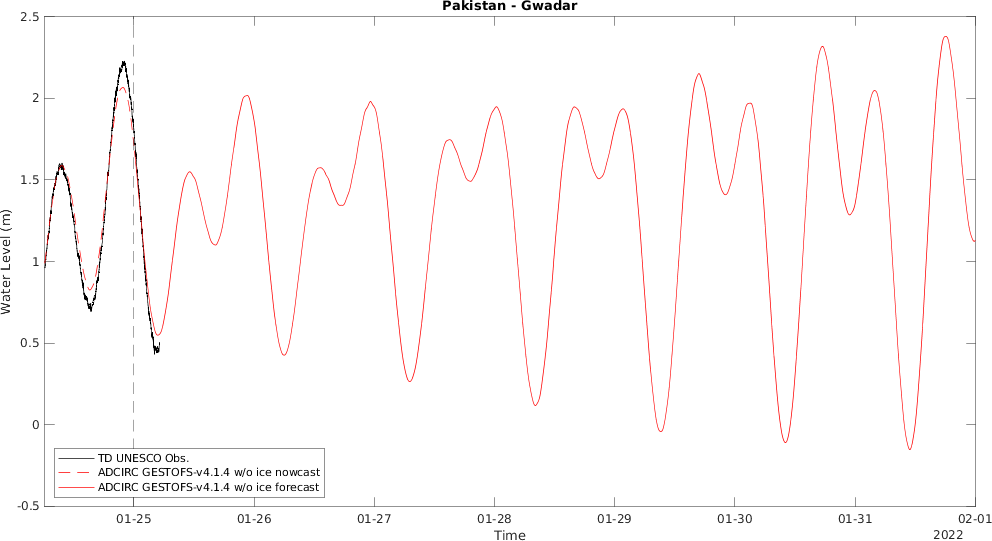 Pakistan - Gwadar
2.5
2
1.5
1
0.5
0
-0.5
Water Level (m)
TD UNESCO Obs.
ADCIRC GESTOFS-v4.1.4 w/o ice nowcast
ADCIRC GESTOFS-v4.1.4 w/o ice forecast
01-25
01-26
01-27
01-28
01-29
01-30
01-31
02-01
Time
2022